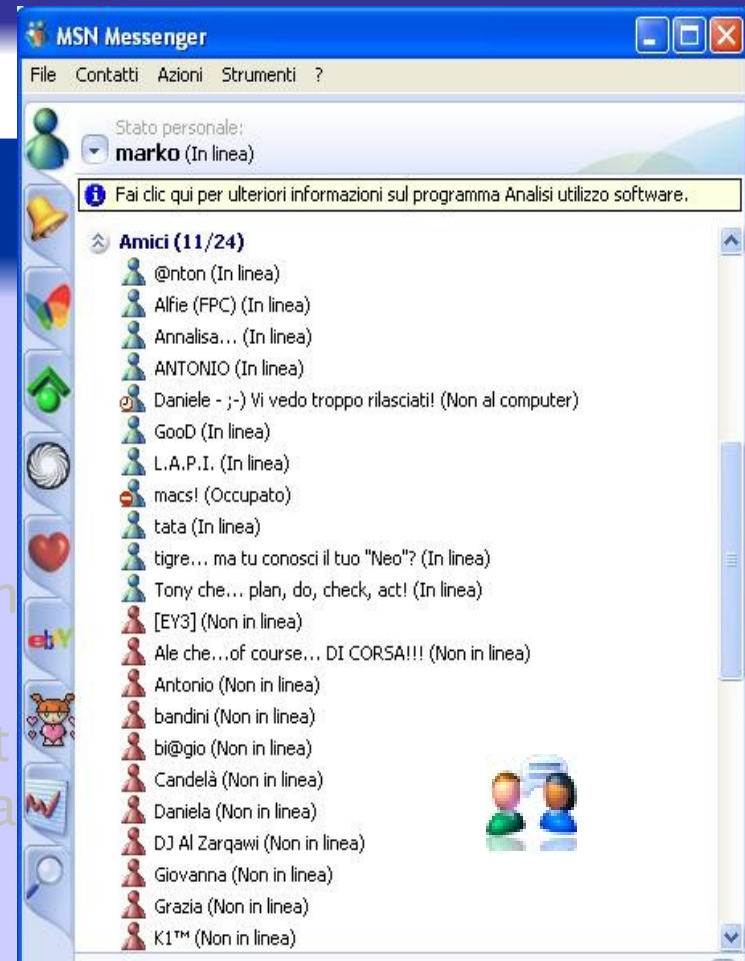 MSN Messenger
File Contatti Azioni Strumenti ?
Stato personale:
marko (In linea)
Fai clic qui per ulteriori informazioni sul programma Analisi utilizzo software.
Amici (11/24)
@nton (In linea)
Alfie (FPC) (In linea)
Annalisa... (In linea)
ANTONIO (In linea)
Daniele - ;-) Vi vedo troppo rilasciati! (Non al computer)
GooD (In linea)
L.A.P.I. (In linea)
macs! (Occupato)
tata (In linea)
tigre... ma tu conosci il tuo "Neo"? (In linea)
Tony che... plan, do, check, act! (In linea)
[EY3] (Non in linea)
Ale che...of course... DI CORSA!!! (Non in linea)
Antonio (Non in linea)
bandini (Non in linea)
bi@gio (Non in linea)
Candelà (Non in linea)
Daniela (Non in linea)
DJ Al Zarqawi (Non in linea)
Giovanna (Non in linea)
Grazia (Non in linea)
K1™ (Non in linea)
ebY